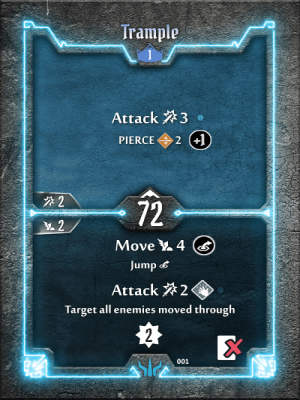 Trample
1
Attack 3
PIERCE 2 +1
2
72
2
Move 4
Jump
Attack 2
Target all enemies moved through
2
001